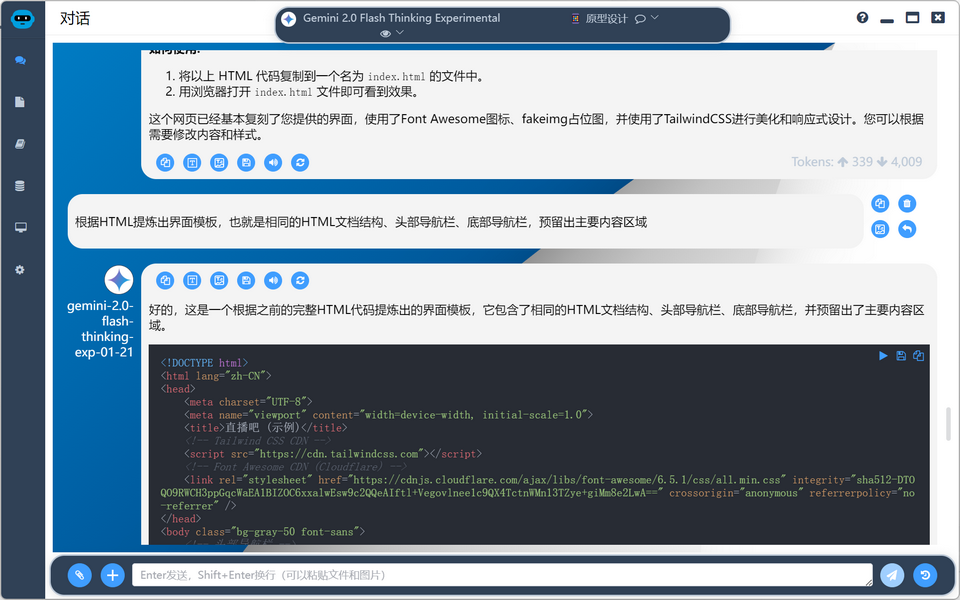 对话
Gemini 2.0 Flash Thinking Experimental
原型设计
如何使用:
1. 将以上 HTML 代码复制到一个名为 index.html 的文件中。
2. 用浏览器打开 index.html 文件即可看到效果。
这个网页已经基本复刻了您提供的界面，使用了Font Awesome图标、fakeimg占位图，并使用了TailwindCSS进行美化和响应式设计。您可以根据
需要修改内容和样式。
Tokens: 339 4,009
根据HTML提炼出界面模板，也就是相同的HTML文档结构、头部导航栏、底部导航栏，预留出主要内容区域
gemini-2.0-
flash-
thinking-
exp-01-21
好的，这是一个根据之前的完整HTML代码提炼出的界面模板，它包含了相同的HTML文档结构、头部导航栏、底部导航栏，并预留出了主要内容区
域。
<!DOCTYPE html>
<html lang="zh-CN">
<head>
<meta charset="UTF-8">
<meta name="viewport" content="width=device-width, initial-scale=1.0">
<title>直播吧 (示例)</title>
<!-- Tailwind CSS CDN -->
<script src="https://cdn.tailwindcss.com"></script>
<!-- Font Awesome CDN (Cloudflare) -->
<link rel="stylesheet" href="https://cdnjs.cloudflare.com/ajax/libs/font-awesome/6.5.1/css/all.min.css" integrity="sha512-DTO
QO9RWCH3ppGqcWaEA1BIZOC6xxalwEsw9c2QQeAIftl+Vegovlnee1c9QX4TctnWMn13TZye+giMm8e2LwA==" crossorigin="anonymous" referrerpolicy="no
-referrer" />
</head>
<body class="bg-gray-50 font-sans">
<!-- 头部导航栏 -->
Enter发送，Shift+Enter换行（可以粘贴文件和图片）